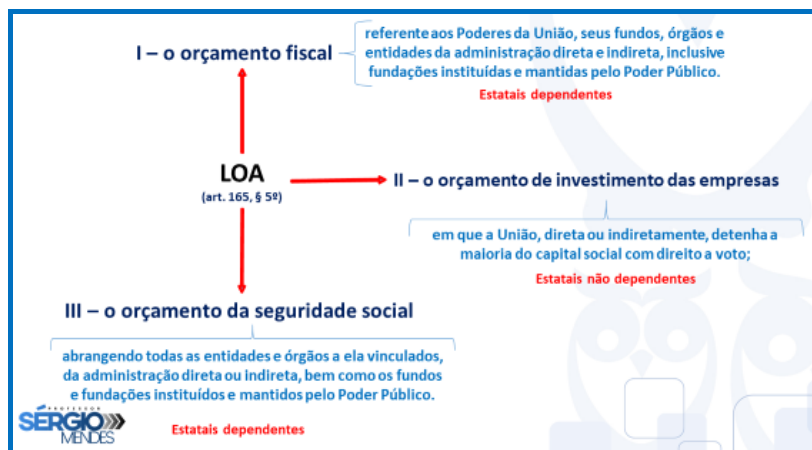 I – o orçamento fiscal
referente aos Poderes da União, seus fundos, órgãos e
entidades da administração direta e indireta, inclusive
fundações instituídas e mantidas pelo Poder Público.
Estatais dependentes
LOA
(art. 165, § 5º)
II – o orçamento de investimento das empresas
em que a União, direta ou indiretamente, detenha a
maioria do capital social com direito a voto;
Estatais não dependentes
III – o orçamento da seguridade social
abrangendo todas as entidades e órgãos a ela vinculados,
da administração direta ou indireta, bem como os fundos
e fundações instituídos e mantidos pelo Poder Público.
Estatais dependentes
PROFESSOR
SÉRGIO
MENDES